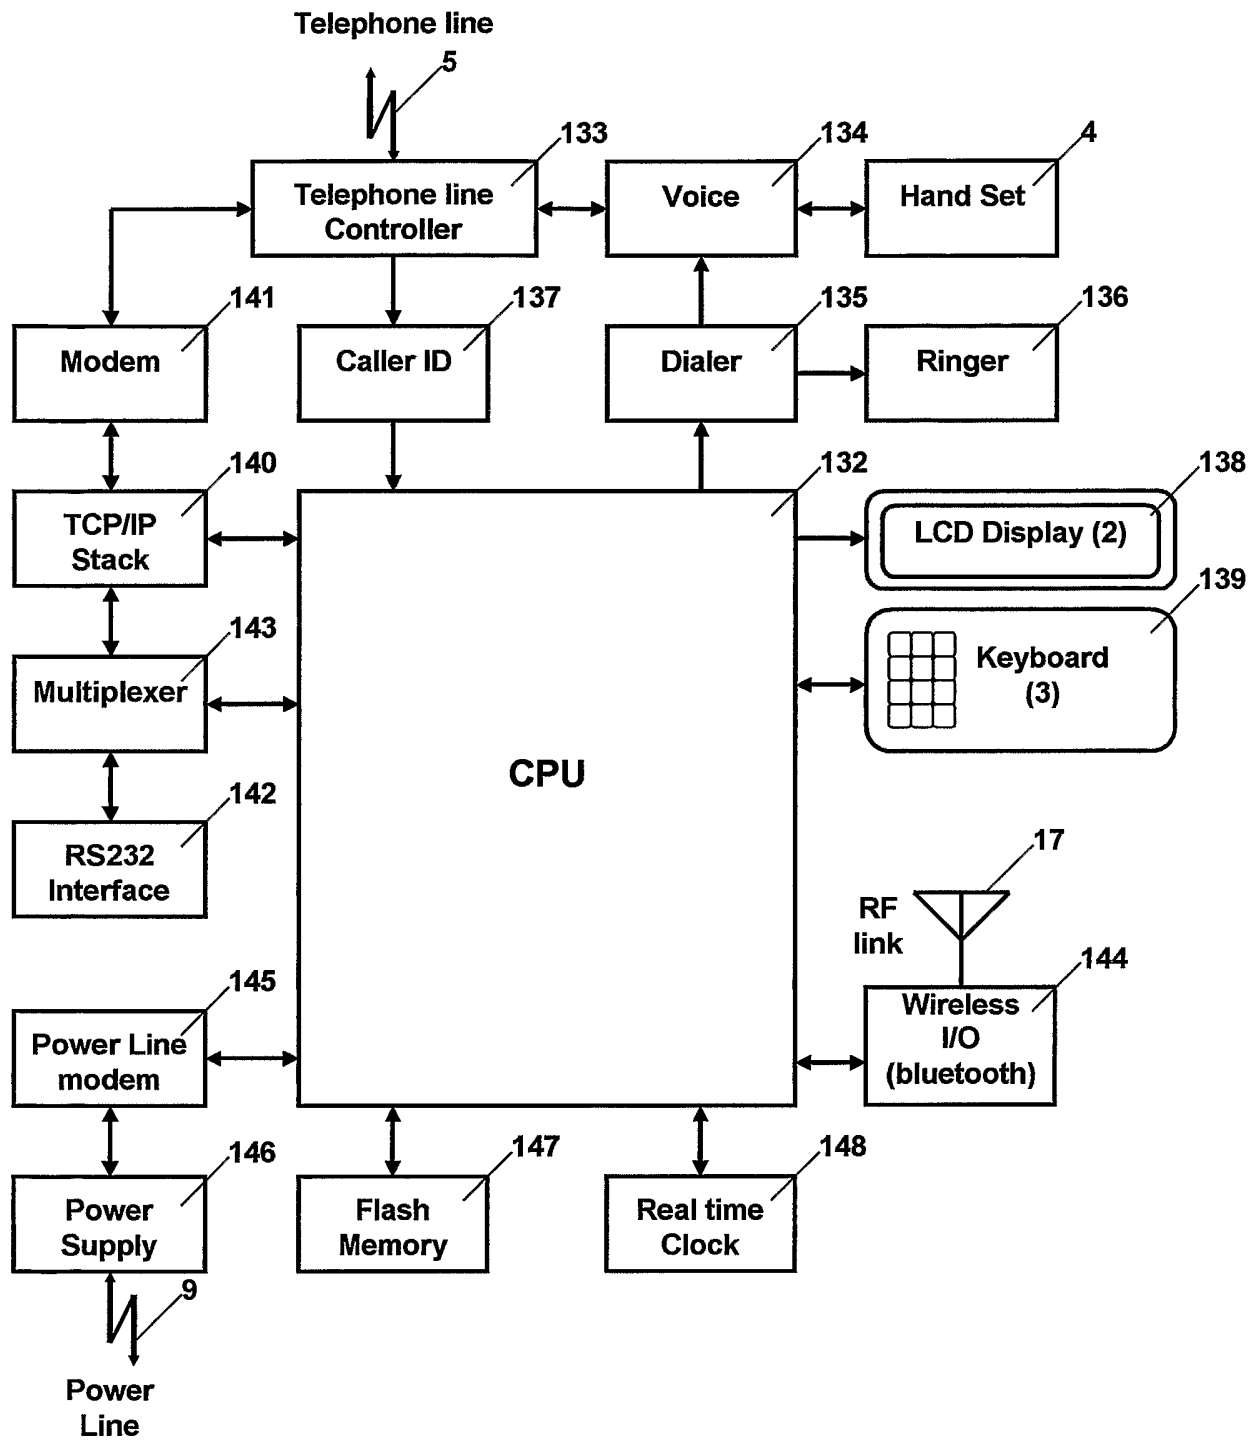 Telephone line
5
133
134
4
Telephone line
Controller
Voice
Hand Set
141
137
135
136
Modem
Caller ID
Dialer
Ringer
140
132
138
TCP/IP
Stack
LCD Display (2)
139
143
Multiplexer
Keyboard
(3)
CPU
142
RS232
Interface
17
RF
link
144
145
Wireless
I/O
(bluetooth)
Power Line
modem
146
147
148
Power
Supply
Flash
Memory
Real time
Clock
9
Power
Line